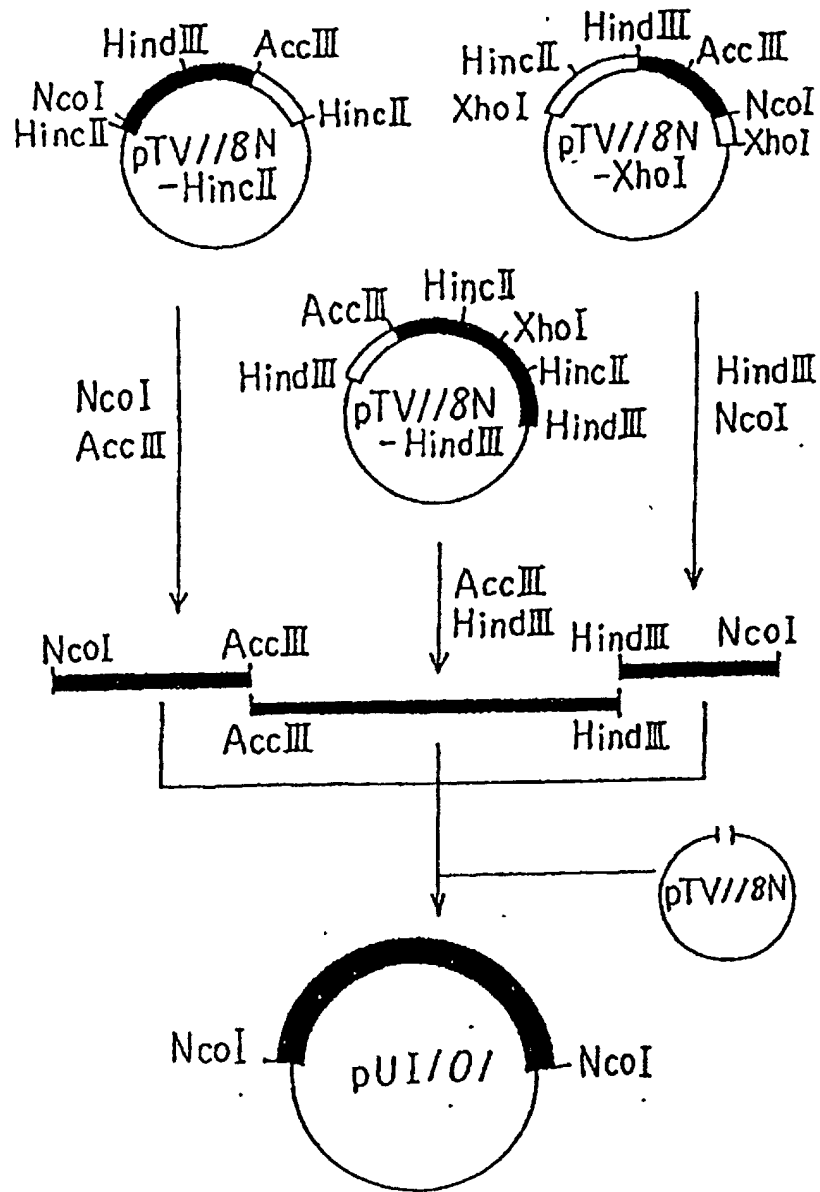 HindⅢ
AccⅢ
NcoI
HincⅡ
HincⅡ
pTV118N
-HincⅡ
HindⅢ
HincⅡ
AccⅢ
XhoI
NcoI
XhoI
pTV118N
-XhoI
HincⅡ
AccⅢ
XhoI
HindⅢ
HincⅡ
HindⅢ
pTV118N
-HindⅢ
NcoI
AccⅢ
HindⅢ
NcoI
AccⅢ
HindⅢ
NcoI
AccⅢ
HindⅢ
NcoI
AccⅢ
HindⅢ
pTV118N
NcoI
NcoI
pUI101